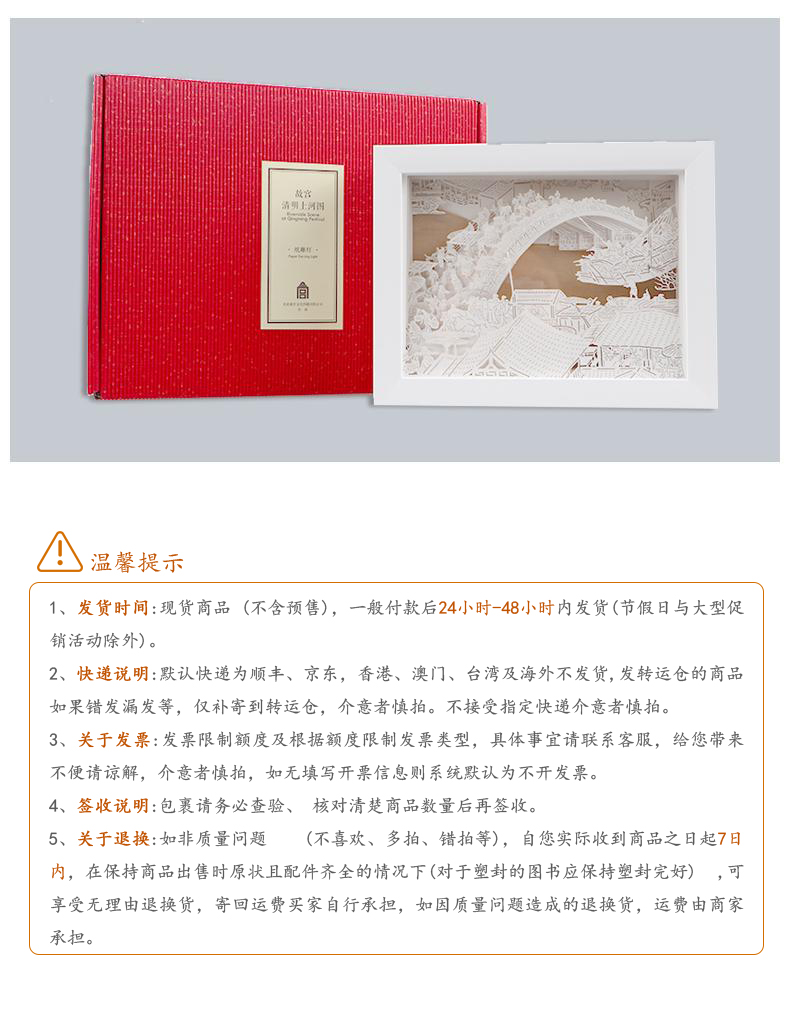 故宫
清明上河图
Riverside Scene
at Qingming Festival
·纸雕灯·
Paper Carving Light
温馨提示
1、发货时间:现货商品 (不含预售)，一般付款后24小时-48小时内发货(节假日与大型促
销活动除外)。
2、快递说明:默认快递为顺丰、京东，香港、澳门、台湾及海外不发货,发转运仓的商品
如果错发漏发等，仅补寄到转运仓，介意者慎拍。不接受指定快递介意者慎拍。
3、关于发票:发票限制额度及根据额度限制发票类型，具体事宜请联系客服，给您带来
不便请谅解，介意者慎拍，如无填写开票信息则系统默认为不开发票。
4、签收说明:包裹请务必查验、 核对清楚商品数量后再签收。
5、关于退换:如非质量问题 (不喜欢、多拍、错拍等)，自您实际收到商品之日起7日
内，在保持商品出售时原状且配件齐全的情况下(对于塑封的图书应保持塑封完好) ,可
享受无理由退换货，寄回运费买家自行承担，如因质量问题造成的退换货，运费由商家
承担。